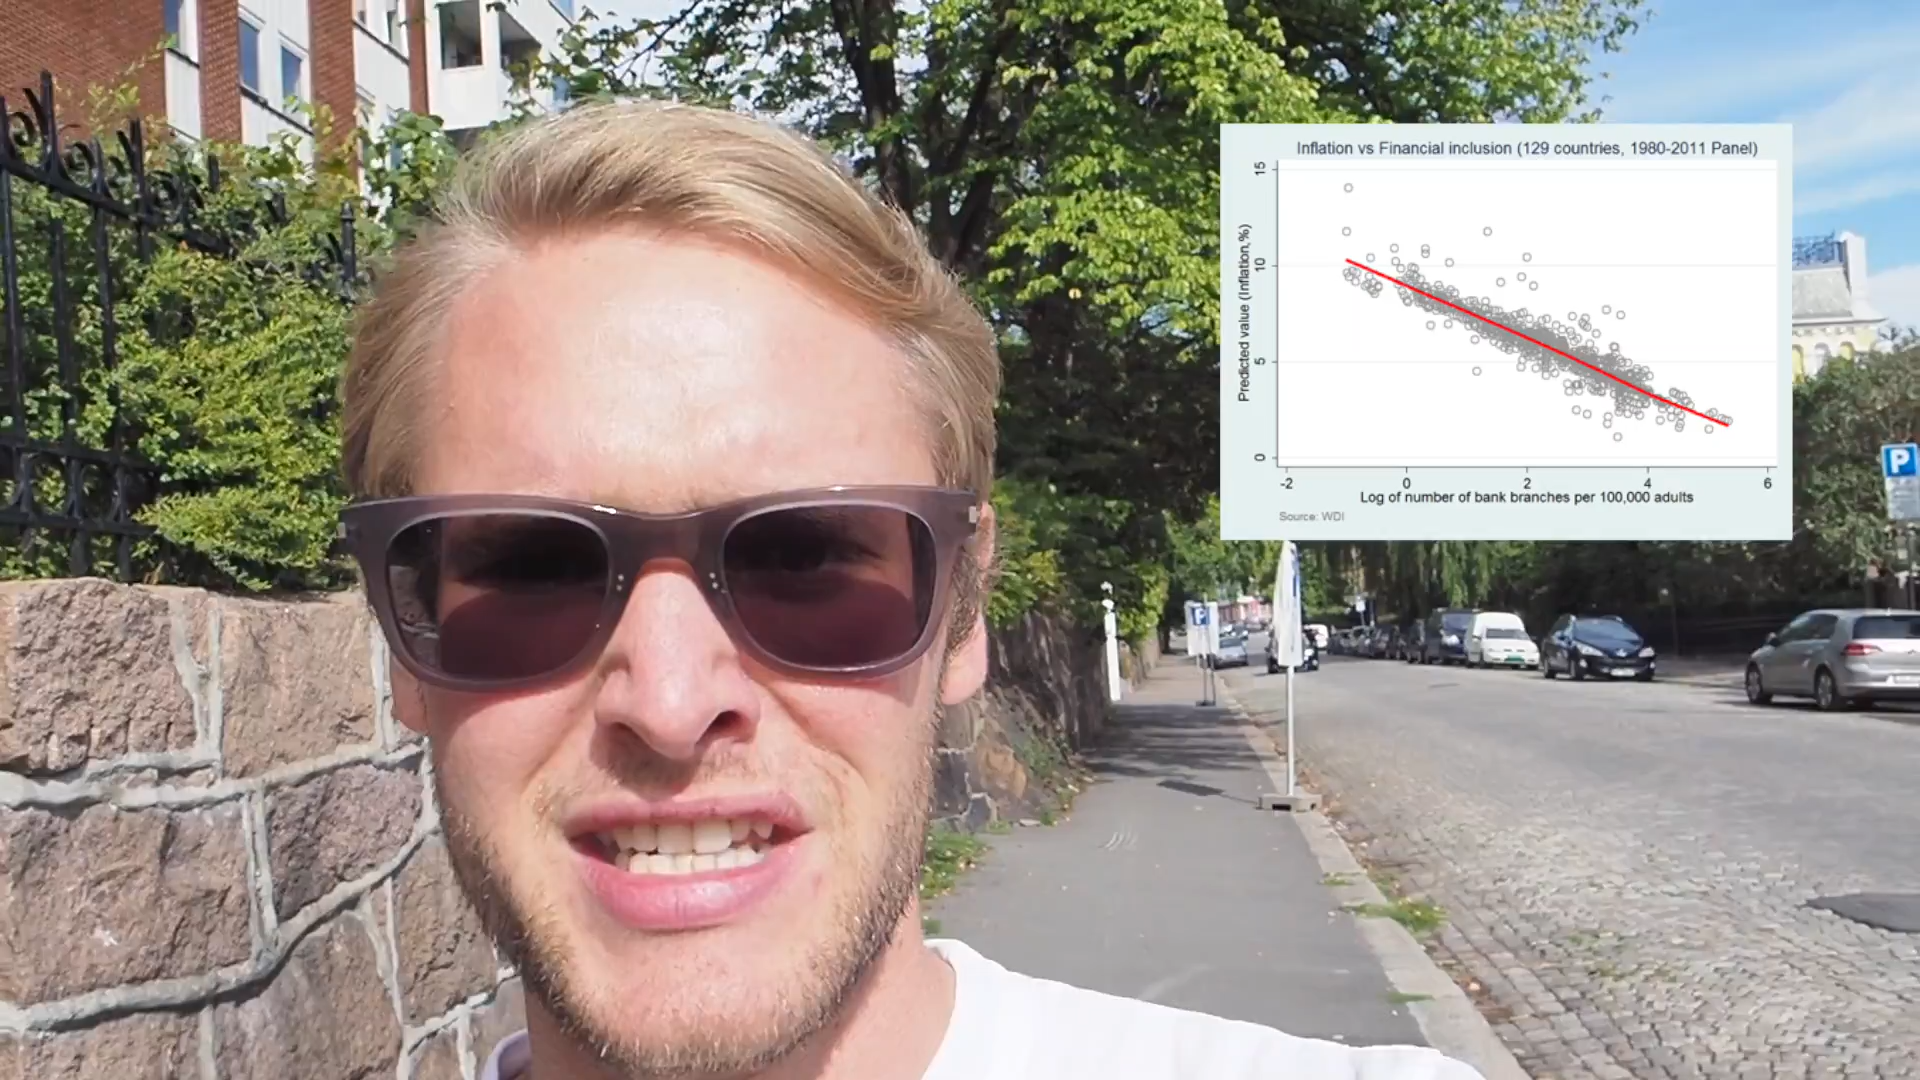 Inflation vs Financial inclusion (129 countries, 1980-2011 Panel)
Predicted value (Inflation,%)
15
10
5
0
-2 0 2 4 6
Log of number of bank branches per 100,000 adults
Source: WDI
P
P